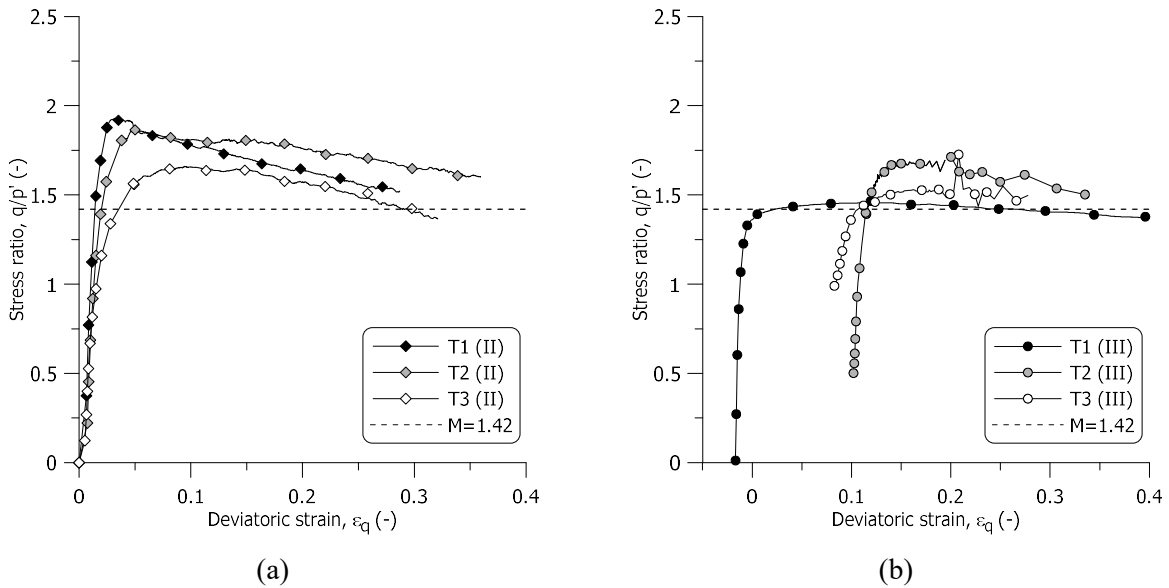 2.5
2
1.5
1
0.5
0
Stress ratio, q/p' (-)
T1 (II)
T2 (II)
T3 (II)
M=1.42
0
0.1
0.2
0.3
0.4
Deviatoric strain, εq (-)
(a)
2.5
2
1.5
1
0.5
0
Stress ratio, q/p' (-)
T1 (III)
T2 (III)
T3 (III)
M=1.42
0
0.1
0.2
0.3
0.4
Deviatoric strain, εq (-)
(b)